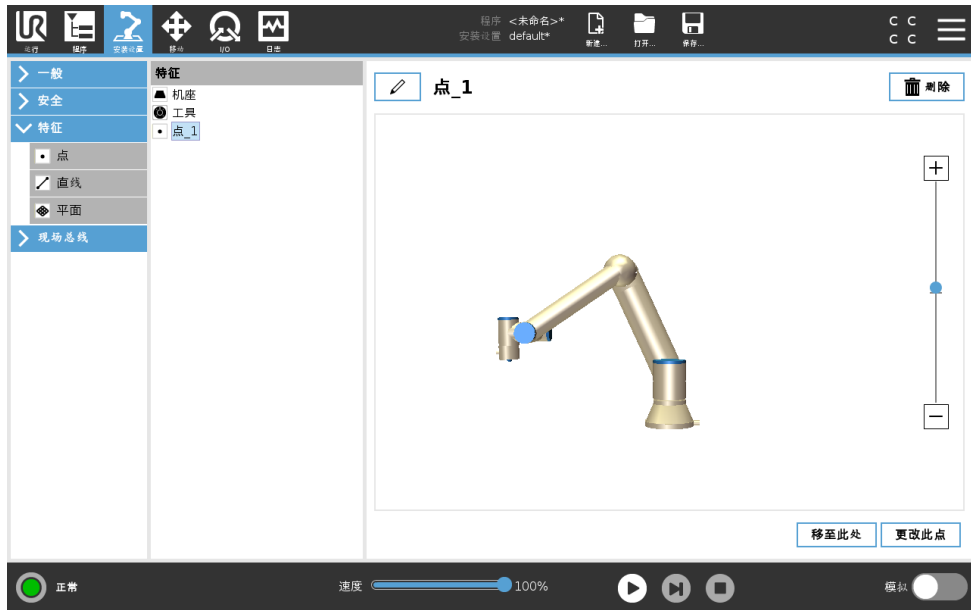 程序 <未命名>*
安装设置 default*
C C
C C
运行
程序
安装设置
移动
I/O
日志
新建...
打开...
保存...
一般
安全
特征
点
直线
平面
现场总线
特征
机座
工具
点_1
点_1
删除
移至此处
更改此点
正常
速度
100%
模拟